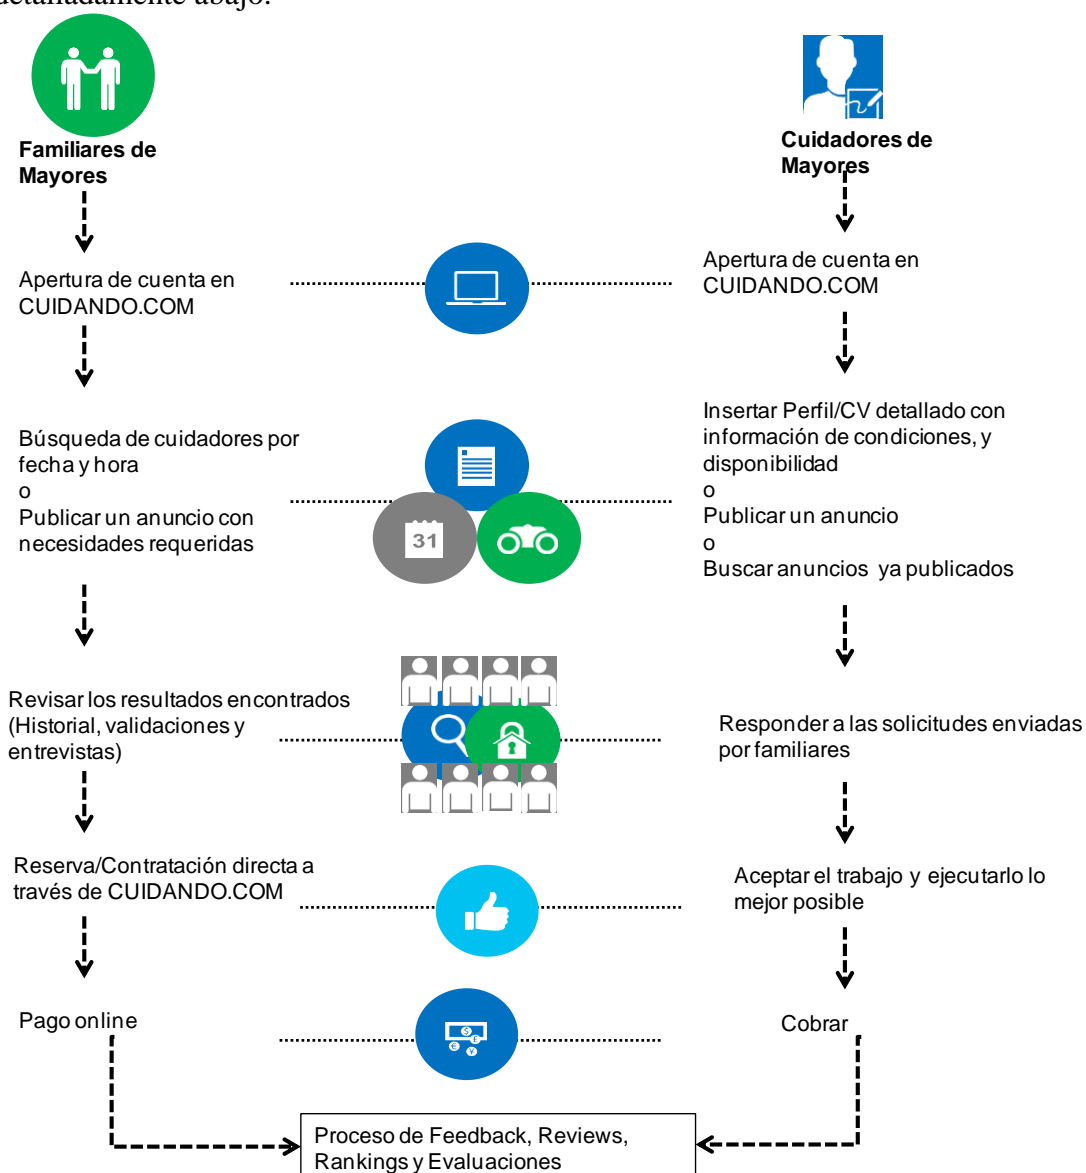 detalladamente abajo.
Familiares de
Mayores
Cuidadores de
Mayores
Apertura de cuenta en
CUIDANDO.COM
Apertura de cuenta en
CUIDANDO.COM
Búsqueda de cuidadores por
fecha y hora
o
Publicar un anuncio con
necesidades requeridas
31
Insertar Perfil/CV detallado con
información de condiciones, y
disponibilidad
o
Publicar un anuncio
o
Buscar anuncios ya publicados
Revisar los resultados encontrados
(Historial, validaciones y
entrevistas)
Responder a las solicitudes enviadas
por familiares
Reserva/Contratación directa a
través de CUIDANDO.COM
Aceptar el trabajo y ejecutarlo lo
mejor posible
Pago online
$
£
€
¥
Cobrar
Proceso de Feedback, Reviews,
Rankings y Evaluaciones